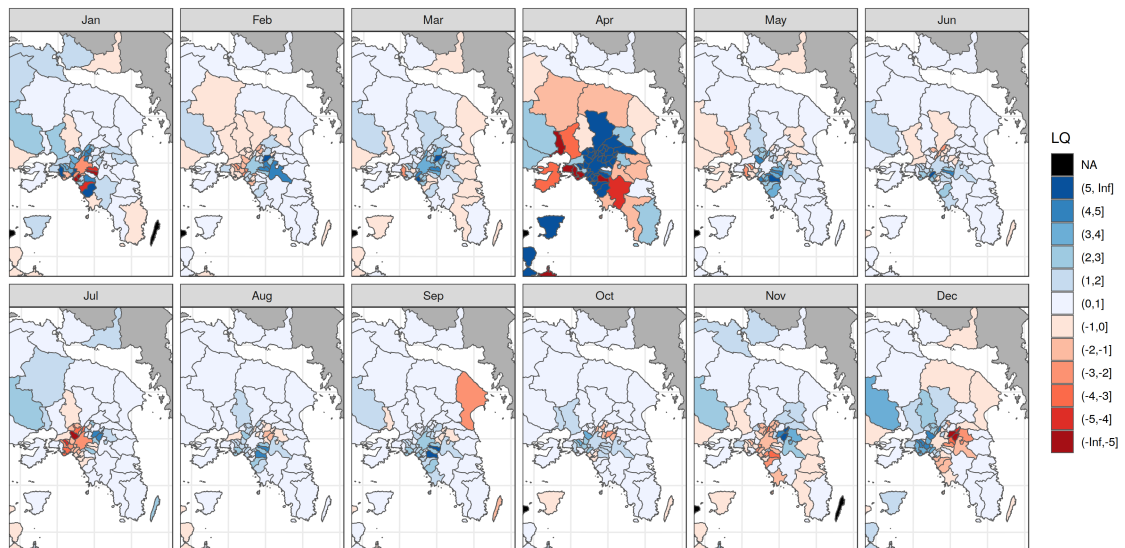 Jan
Feb
Mar
Apr
May
Jun
Jul
Aug
Sep
Oct
Nov
Dec
LQ
NA
(5, Inf]
(4,5]
(3,4]
(2,3]
(1,2]
(0,1]
(-1,0]
(-2,-1]
(-3,-2]
(-4,-3]
(-5,-4]
(-Inf,-5]